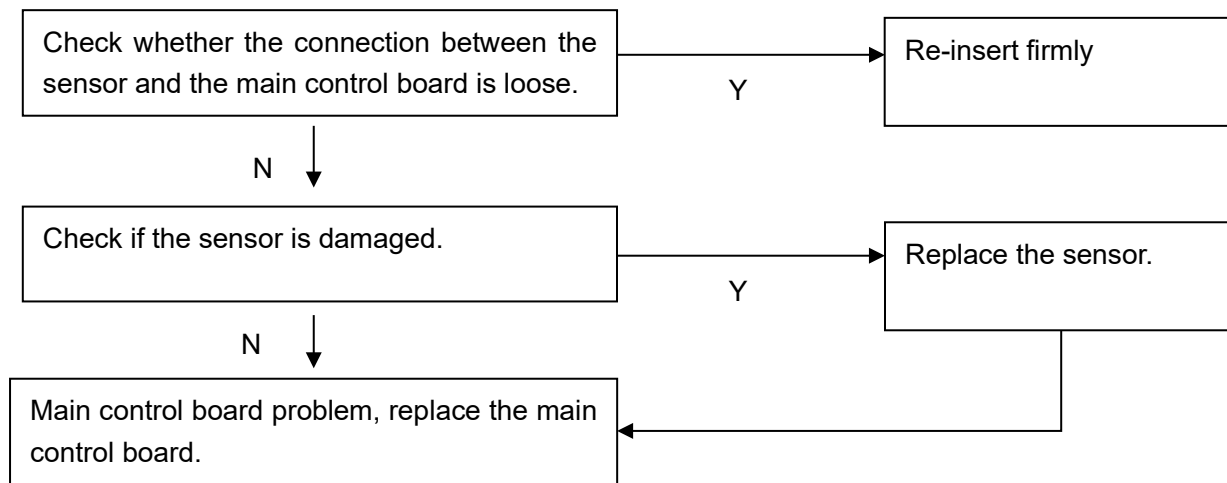 Check whether the connection between the
sensor and the main control board is loose.
Y
Re-insert firmly
N
Check if the sensor is damaged.
Y
Replace the sensor.
N
Main control board problem, replace the main
control board.